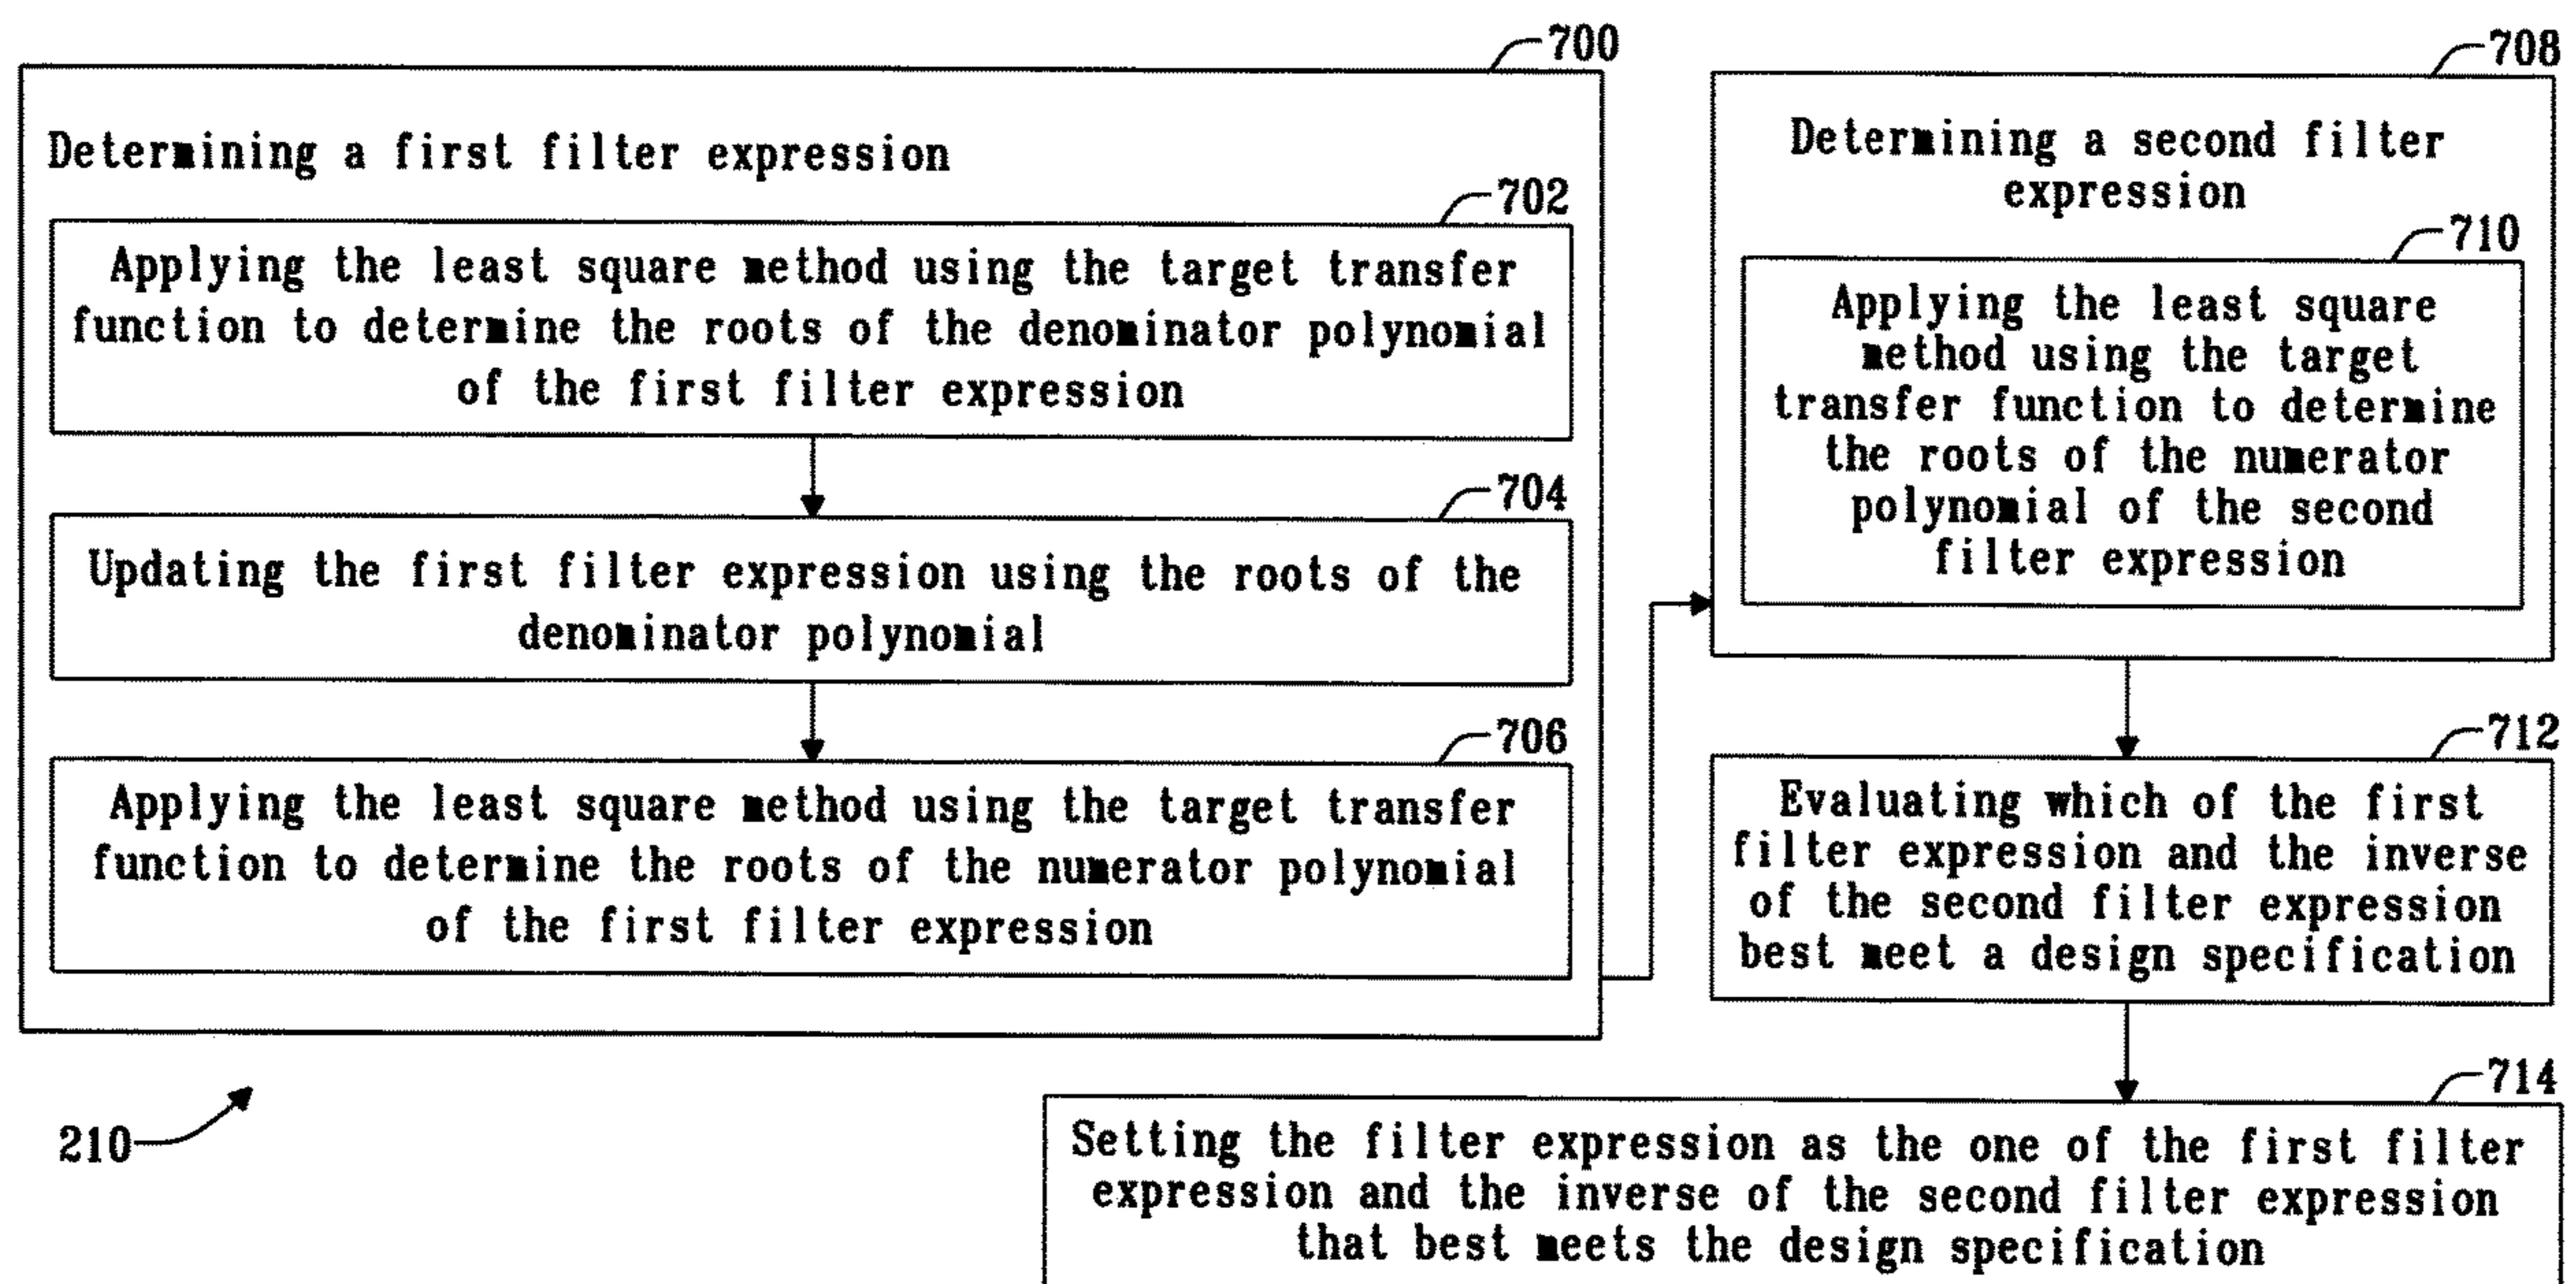 700
Determining a first filter expression
702
Applying the least square method using the target transfer
function to determine the roots of the denominator polynomial
of the first filter expression
704
Updating the first filter expression using the roots of the
denominator polynomial
706
Applying the least square method using the target transfer
function to determine the roots of the numerator polynomial
of the first filter expression
708
Determining a second filter
expression
710
Applying the least square
method using the target
transfer function to determine
the roots of the numerator
polynomial of the second
filter expression
712
Evaluating which of the first
filter expression and the inverse
of the second filter expression
best meet a design specification
714
Setting the filter expression as the one of the first filter
expression and the inverse of the second filter expression
that best meets the design specification
210